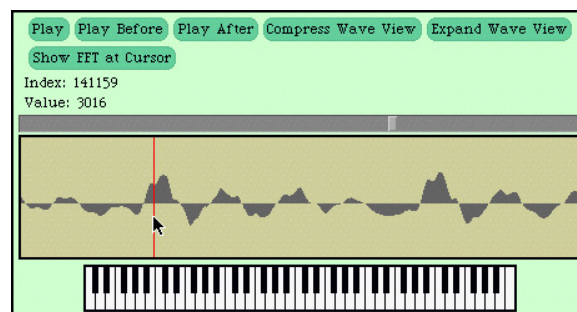 Play Play Before Play After Compress Wave View Expand Wave View
Show FFT at Cursor
Index: 141159
Value: 3016